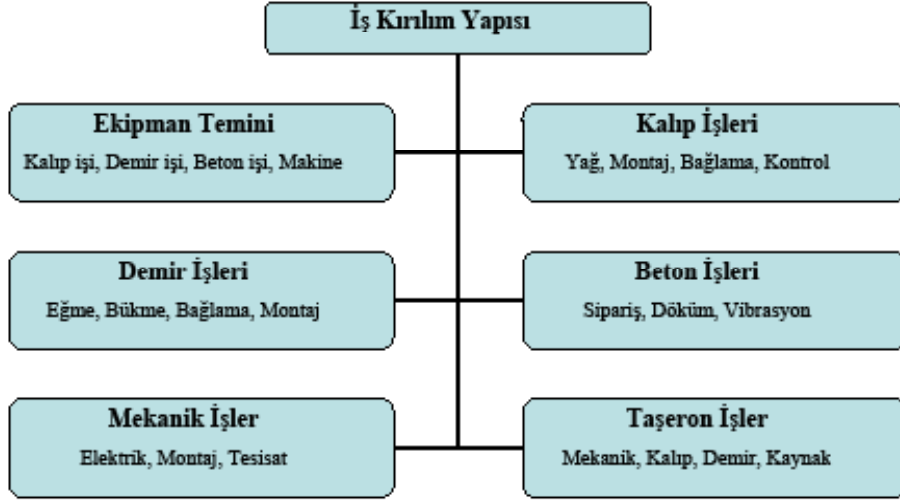 İş Kırılım Yapısı
Ekipman Temini
Kalıp işi, Demir işi, Beton işi, Makine
Kalıp İşleri
Yağ, Montaj, Bağlama, Kontrol
Demir İşleri
Eğme, Bükme, Bağlama, Montaj
Beton İşleri
Sipariş, Döküm, Vibrasyon
Mekanik İşler
Elektrik, Montaj, Tesisat
Taşeron İşler
Mekanik, Kalıp, Demir, Kaynak